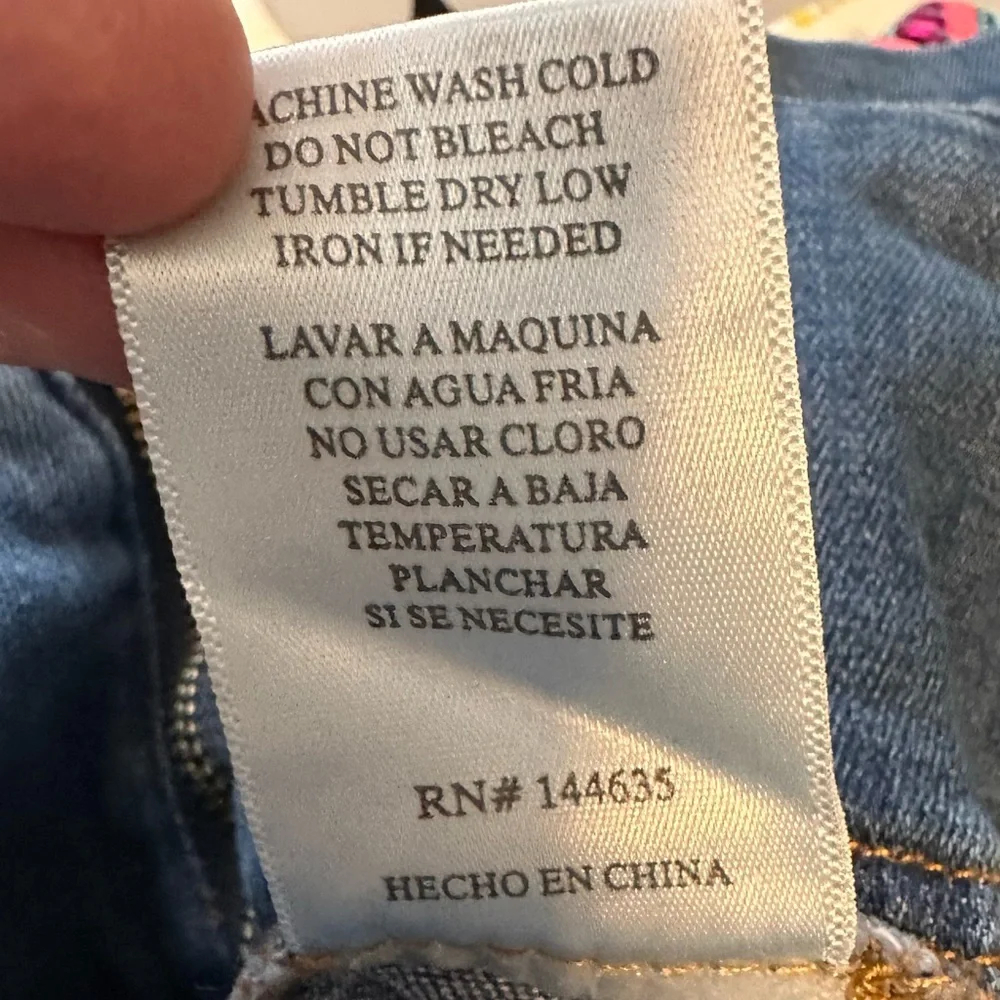 ACHINE WASH COLD
DO NOT BLEACH
TUMBLE DRY LOW
IRON IF NEEDED
LAVAR A MAQUINA
CON AGUA FRIA
NO USAR CLORO
SECAR A BAJA
TEMPERATURA
PLANCHAR
SI SE NECESITE
RN# 144635
HECHO EN CHINA